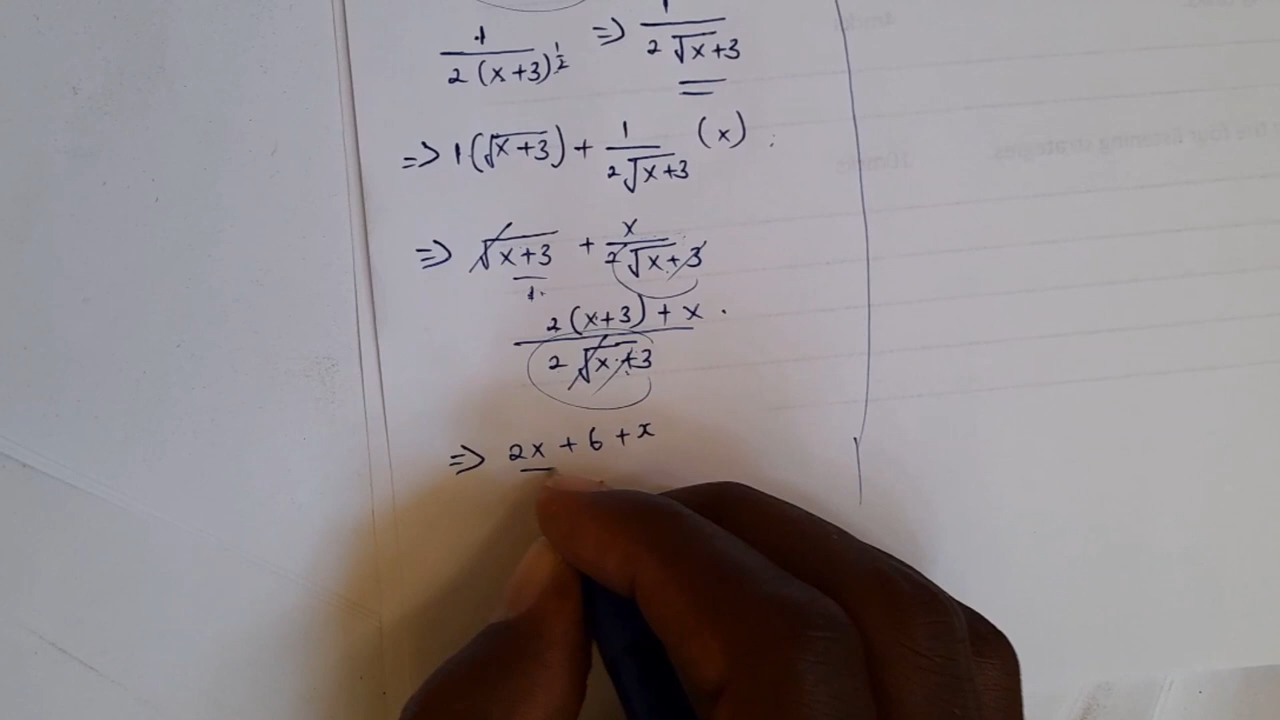 1/(2(x+3)^(1/2)) => 1/(2√x+3)
=> 1(√x+3) + 1/(2√x+3) (x)
=> √x+3/1 + x/(2√x+3)
(2(x+3) + x)/(2√x+3)
=> 2x + 6 + x